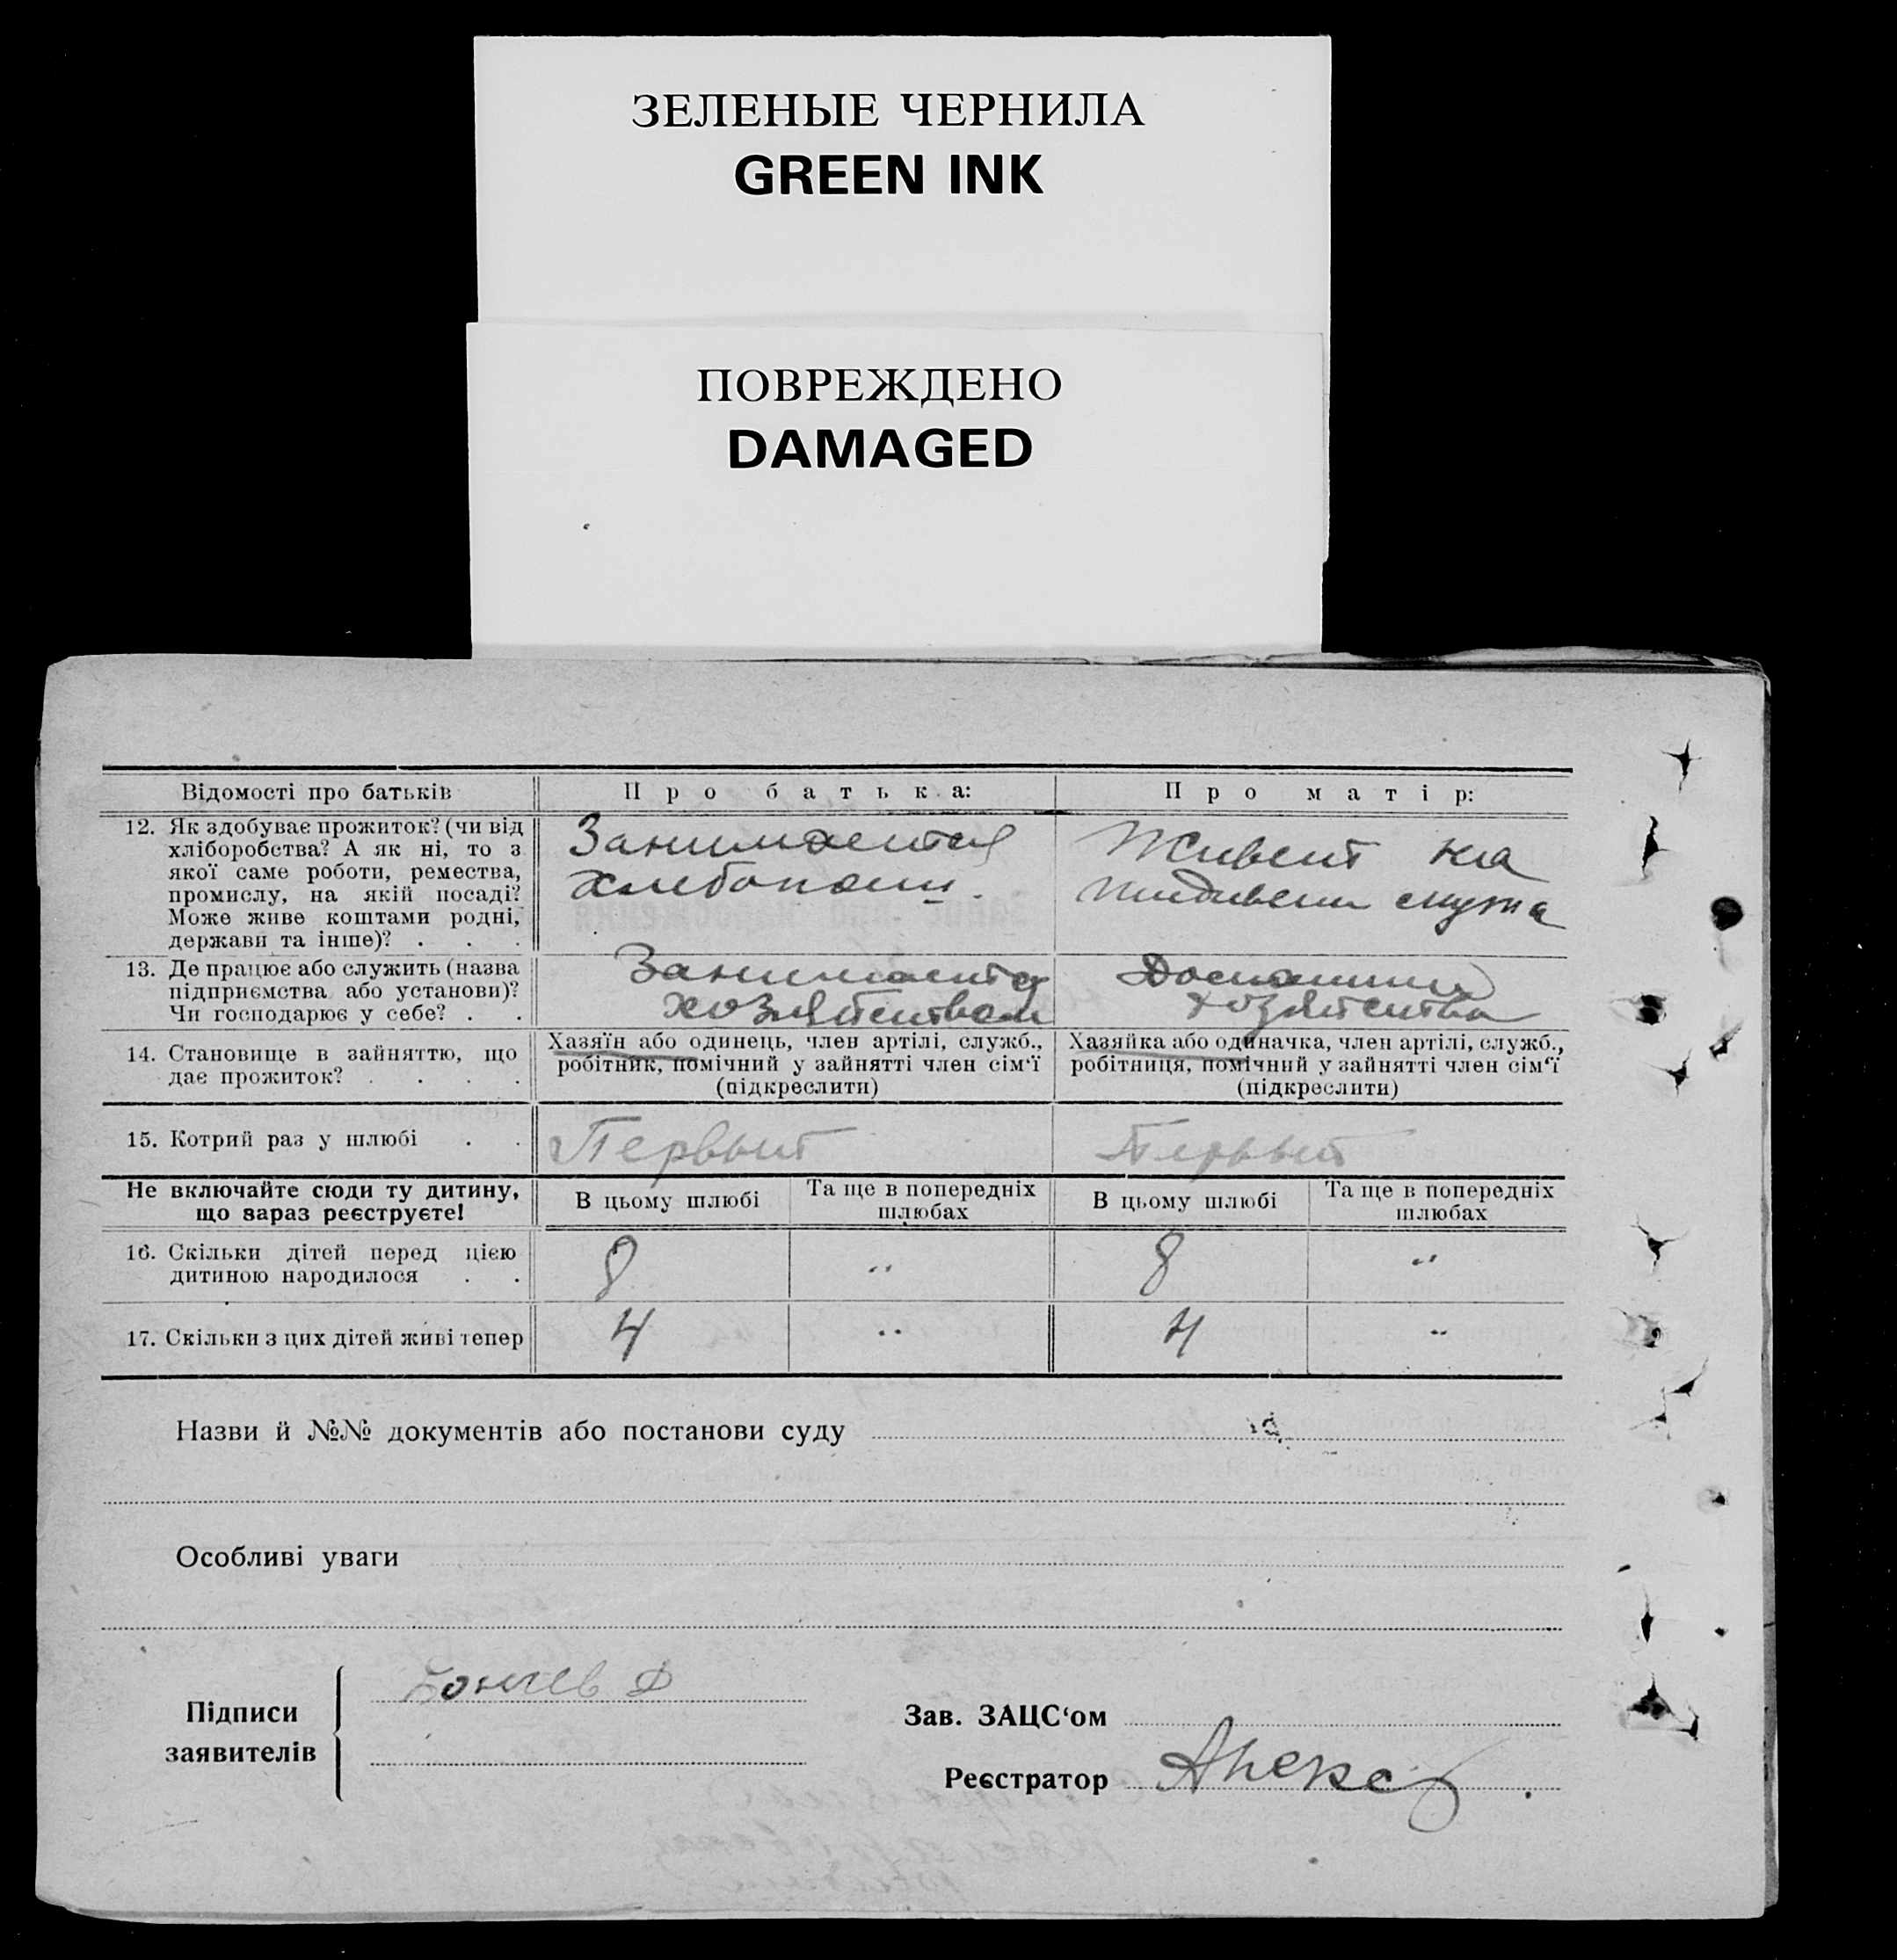 ЗЕЛЕНЫЕ ЧЕРНИЛА
GREEN INK
ПОВРЕЖДЕНО
DAMAGED
Відомості про батьків
Про батька:
Про матір:
12. Як здобуває прожиток? (чи від
хліборобства? А як ні, то з
якої саме роботи, ремества,
промислу, на якій посаді?
Може живе коштами родні,
держави та інше)? . . .
Занимается
хлебопаш.
Живет на
иждивении мужа
13. Де працює або служить (назва
підприємства або установи)?
Чи господарює у себе? . .
Занимается
хозяйством
Домашни
хозяйства
14. Становище в зайняттю, що
дає прожиток? . . . .
Хазяїн або одинець, член артілі, служб.,
робітник, помічний у зайнятті член сім'ї
(підкреслити)
Хазяйка або одиначка, член артілі, служб.,
робітниця, помічний у зайнятті член сім'ї
(підкреслити)
15. Котрий раз у шлюбі . .
Первый
Первый
Не включайте сюди ту дитину,
що зараз реєструєте!
В цьому шлюбі
Та ще в попередніх
шлюбах
В цьому шлюбі
Та ще в попередніх
шлюбах
16. Скільки дітей перед цією
дитиною народилося . .
8
"
8
"
17. Скільки з цих дітей живі тепер
4
"
4
"
Назви й №№ документів або постанови суду
Особливі уваги
Підписи
заявителів
Бончев Д
Зав. ЗАЦС'ом
Реєстратор